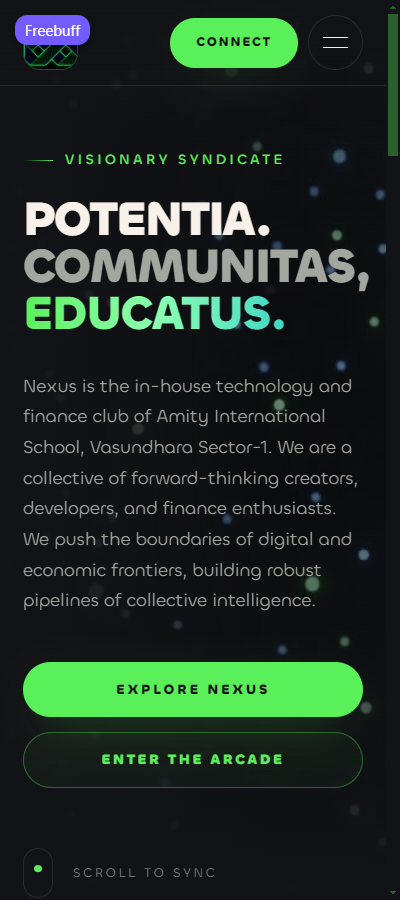 Freebuff
CONNECT
VISIONARY SYNDICATE
POTENTIA.
COMMUNITAS,
EDUCATUS.
Nexus is the in-house technology and
finance club of Amity International
School, Vasundhara Sector-1. We are a
collective of forward-thinking creators,
developers, and finance enthusiasts.
We push the boundaries of digital and
economic frontiers, building robust
pipelines of collective intelligence.
EXPLORE NEXUS
ENTER THE ARCADE
SCROLL TO SYNC